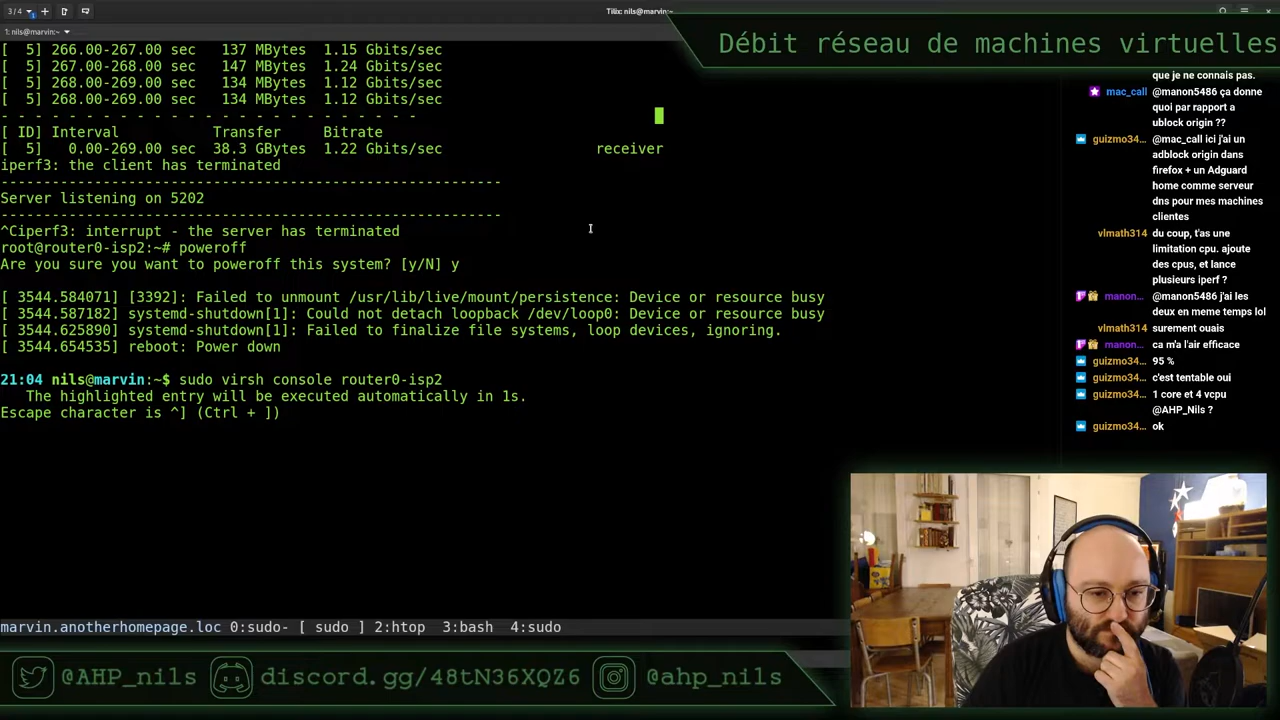 3/4
Tilix: nils@marvin:~
1: nils@marvin:~
Débit réseau de machines virtuelles
[  5] 266.00-267.00 sec   137 MBytes  1.15 Gbits/sec
[  5] 267.00-268.00 sec   147 MBytes  1.24 Gbits/sec
[  5] 268.00-269.00 sec   134 MBytes  1.12 Gbits/sec
[  5] 268.00-269.00 sec   134 MBytes  1.12 Gbits/sec
- - - - - - - - - - - - - - - - - - - - - - - - -
[ ID] Interval           Transfer     Bitrate
[  5]   0.00-269.00 sec  38.3 GBytes  1.22 Gbits/sec                  receiver
iperf3: the client has terminated
-----------------------------------------------------------
Server listening on 5202
-----------------------------------------------------------
^Ciperf3: interrupt - the server has terminated
root@router0-isp2:~# poweroff
Are you sure you want to poweroff this system? [y/N] y
[ 3544.584071] [3392]: Failed to unmount /usr/lib/live/mount/persistence: Device or resource busy
[ 3544.587182] systemd-shutdown[1]: Could not detach loopback /dev/loop0: Device or resource busy
[ 3544.625890] systemd-shutdown[1]: Failed to finalize file systems, loop devices, ignoring.
[ 3544.654535] reboot: Power down
21:04 nils@marvin:~$ sudo virsh console router0-isp2
The highlighted entry will be executed automatically in 1s.
Escape character is ^] (Ctrl + ])
marvin.anotherhomepage.loc 0:sudo- [ sudo ] 2:htop  3:bash  4:sudo
que je ne connais pas.
mac_call @manon5486 ça donne
quoi par rapport a
ublock origin ??
guizmo34... @mac_call ici j'ai un
adblock origin dans
firefox + un Adguard
home comme serveur
dns pour mes machines
clientes
vlmath314 du coup, t'as une
limitation cpu. ajoute
des cpus, et lance
plusieurs iperf ?
manon... @manon5486 j'ai les
deux en meme temps lol
vlmath314 surement ouais
manon... ca m'a l'air efficace
guizmo34... 95 %
guizmo34... c'est tentable oui
guizmo34... 1 core et 4 vcpu
@AHP_Nils ?
guizmo34... ok
@AHP_nils discord.gg/48tN36XQZ6 @ahp_nils